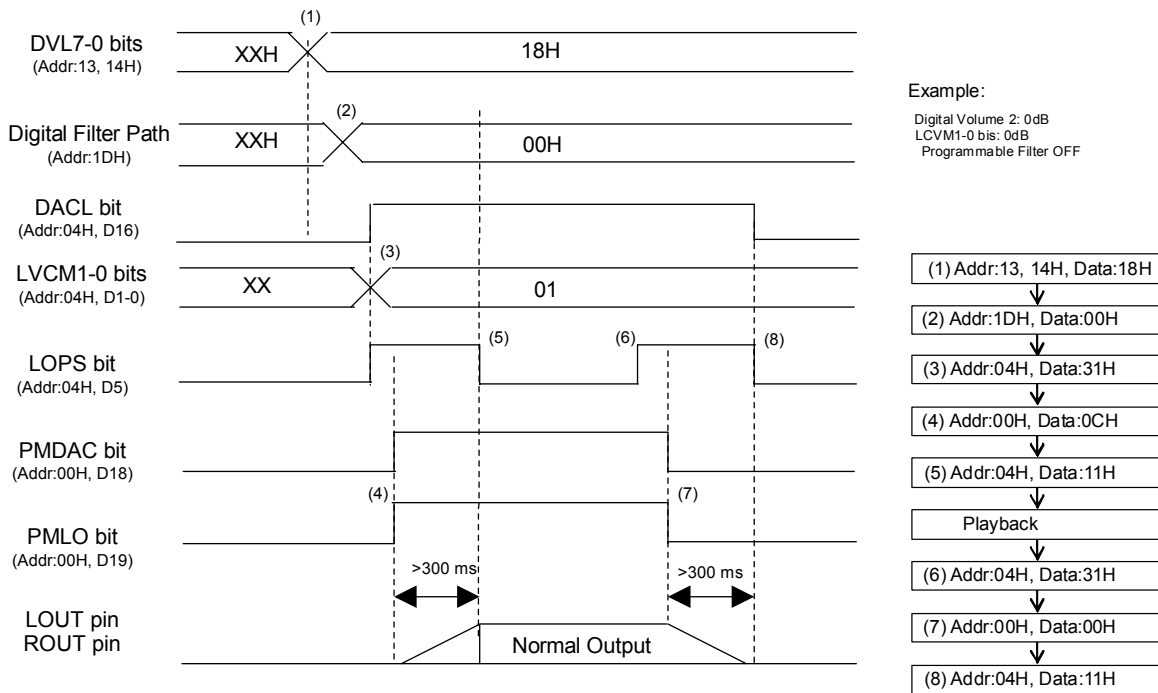 (1)
DVL7-0 bits
(Addr:13, 14H)
XXH
18H
(2)
Digital Filter Path
(Addr:1DH)
XXH
00H
DACL bit
(Addr:04H, D16)
(3)
LVCM1-0 bits
(Addr:04H, D1-0)
XX
01
LOPS bit
(Addr:04H, D5)
(5)
(6)
(8)
PMDAC bit
(Addr:00H, D18)
(4)
(7)
PMLO bit
(Addr:00H, D19)
>300 ms
>300 ms
LOUT pin
ROUT pin
Normal Output
Example:
Digital Volume 2: 0dB
LCVM1-0 bis: 0dB
Programmable Filter OFF
(1) Addr:13, 14H, Data:18H
(2) Addr:1DH, Data:00H
(3) Addr:04H, Data:31H
(4) Addr:00H, Data:0CH
(5) Addr:04H, Data:11H
Playback
(6) Addr:04H, Data:31H
(7) Addr:00H, Data:00H
(8) Addr:04H, Data:11H